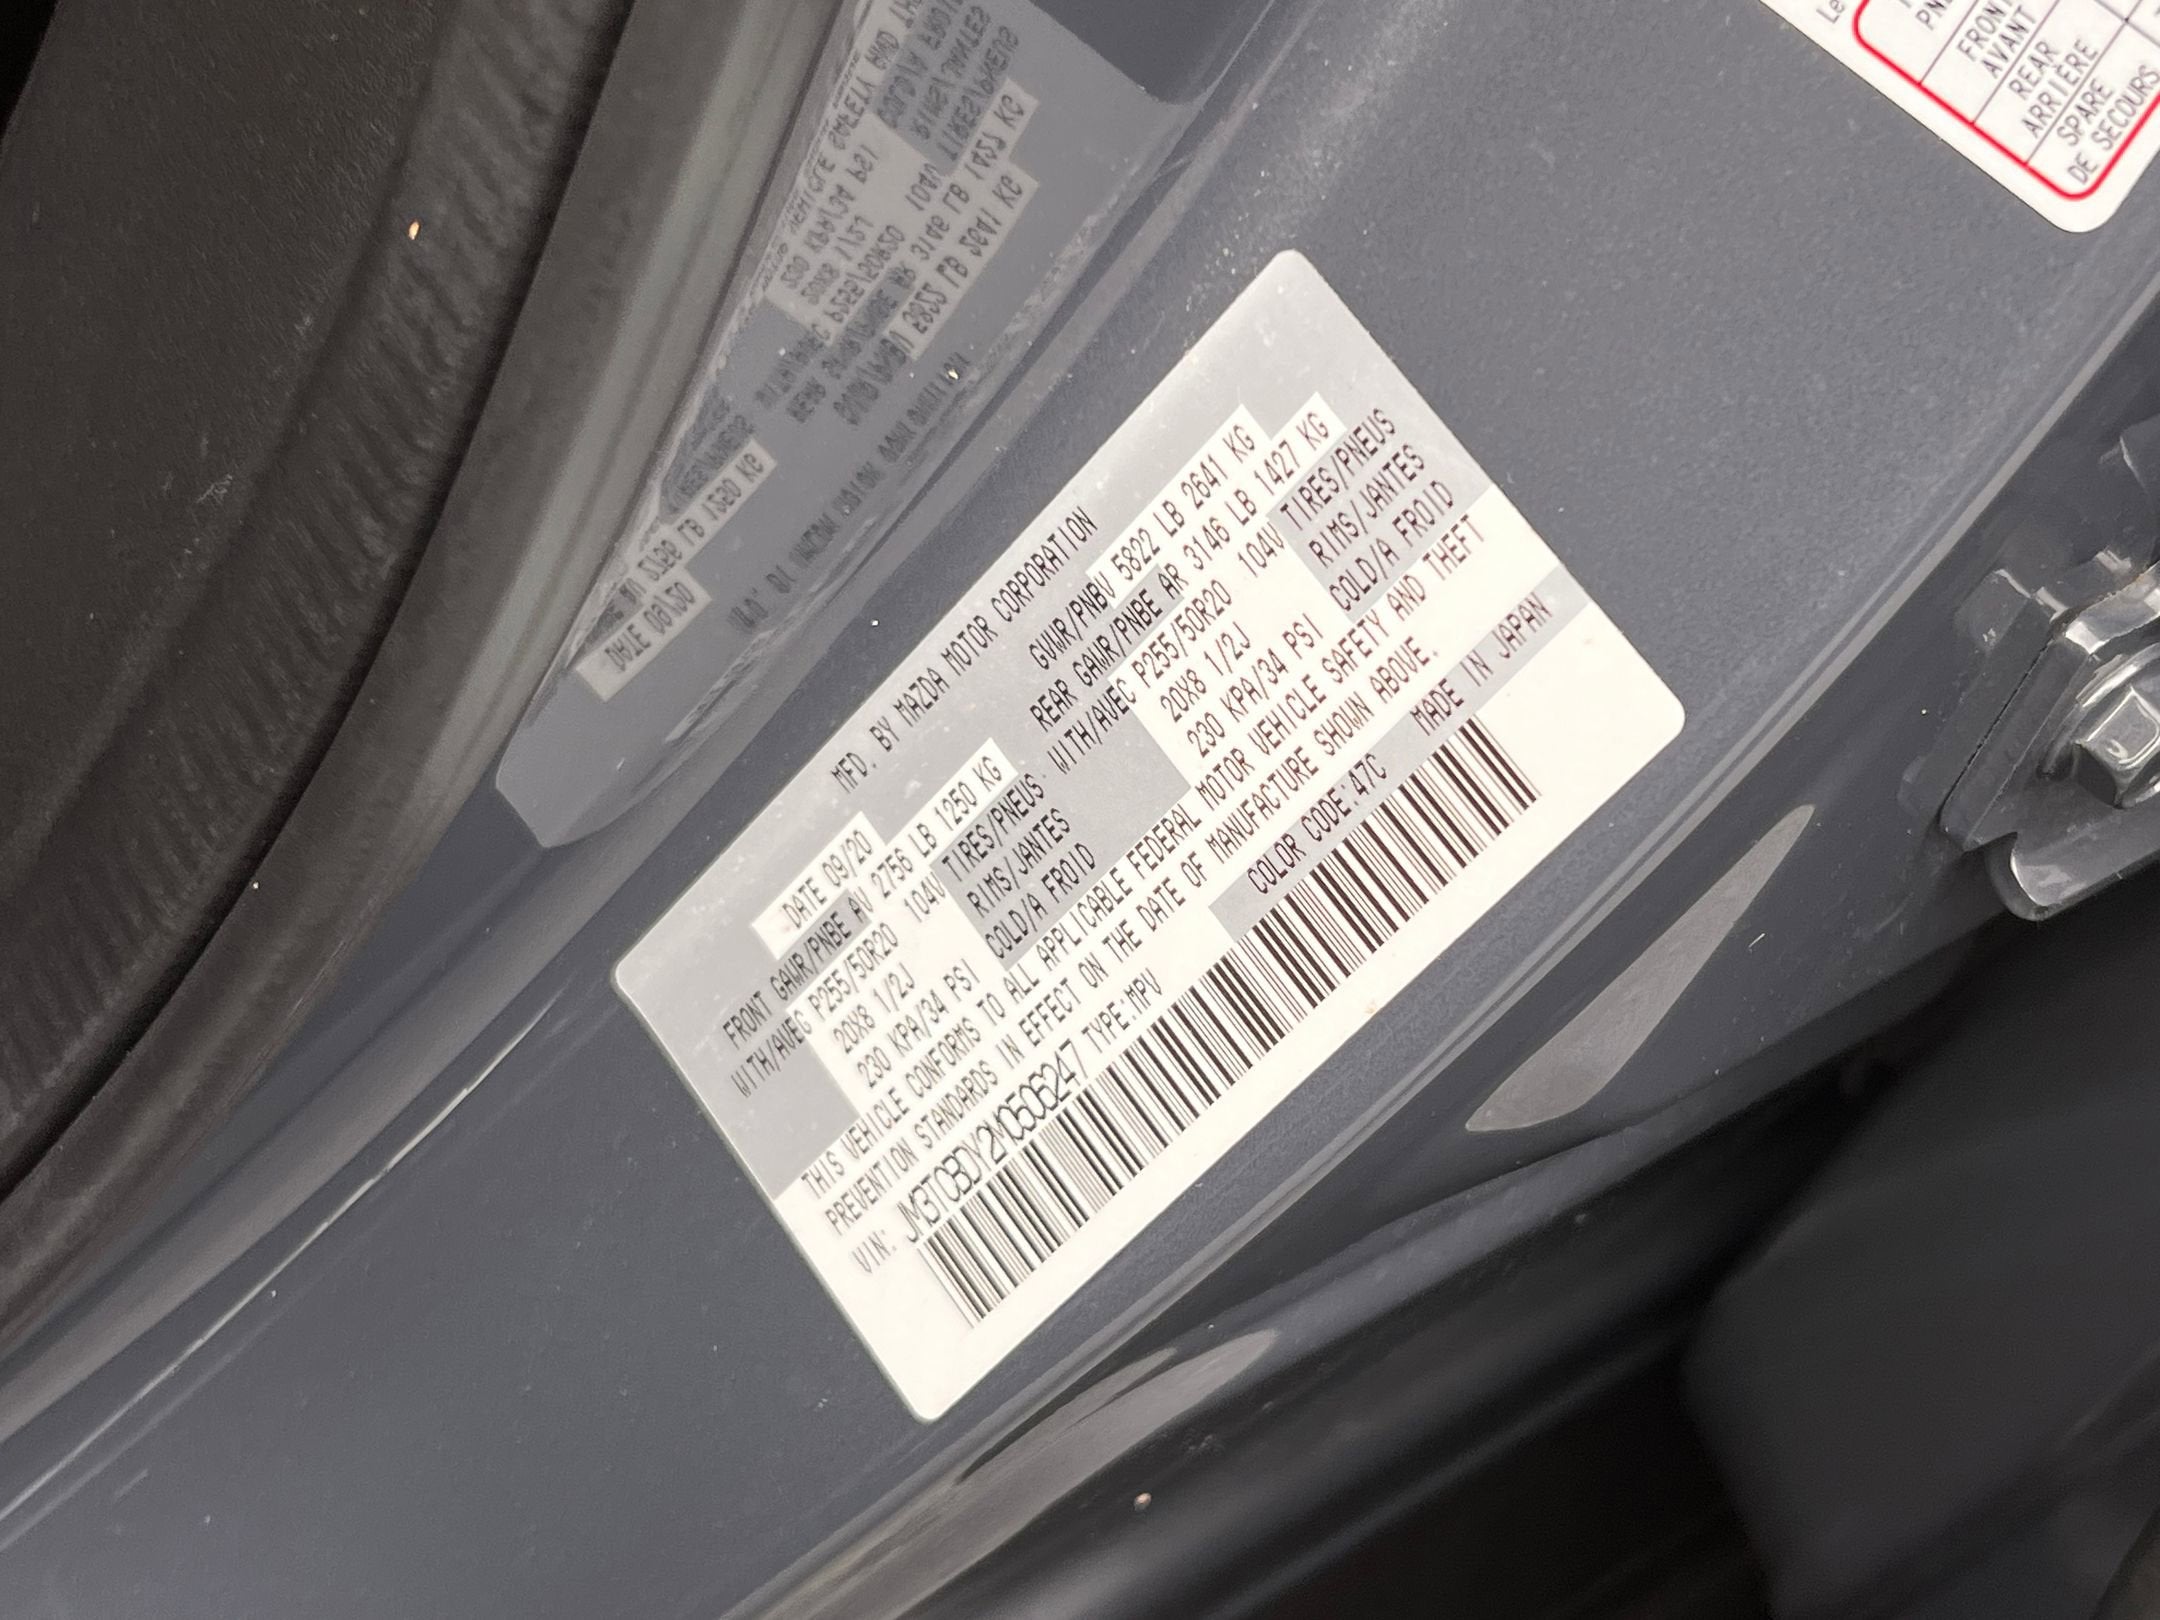 MFD. BY MAZDA MOTOR CORPORATION
DATE 09/20 GVWR/PNBV 5822 LB 2641 KG
FRONT GAWR/PNBE AV 2756 LB 1250 KG REAR GAWR/PNBE AR 3146 LB 1427 KG
WITH/AVEC P255/50R20 104V TIRES/PNEUS. WITH/AVEC P255/50R20 104V TIRES/PNEUS
20X8 1/2J RIMS/JANTES 20X8 1/2J RIMS/JANTES
230 KPA/34 PSI COLD/A FROID 230 KPA/34 PSI COLD/A FROID
THIS VEHICLE CONFORMS TO ALL APPLICABLE FEDERAL MOTOR VEHICLE SAFETY AND THEFT
PREVENTION STANDARDS IN EFFECT ON THE DATE OF MANUFACTURE SHOWN ABOVE.
VIN: JM3TCBDY2M0506247 TYPE:MPV COLOR CODE:47C MADE IN JAPAN
Le
FRONT
AVANT
REAR
ARRIÈRE
SPARE
DE SECOURS